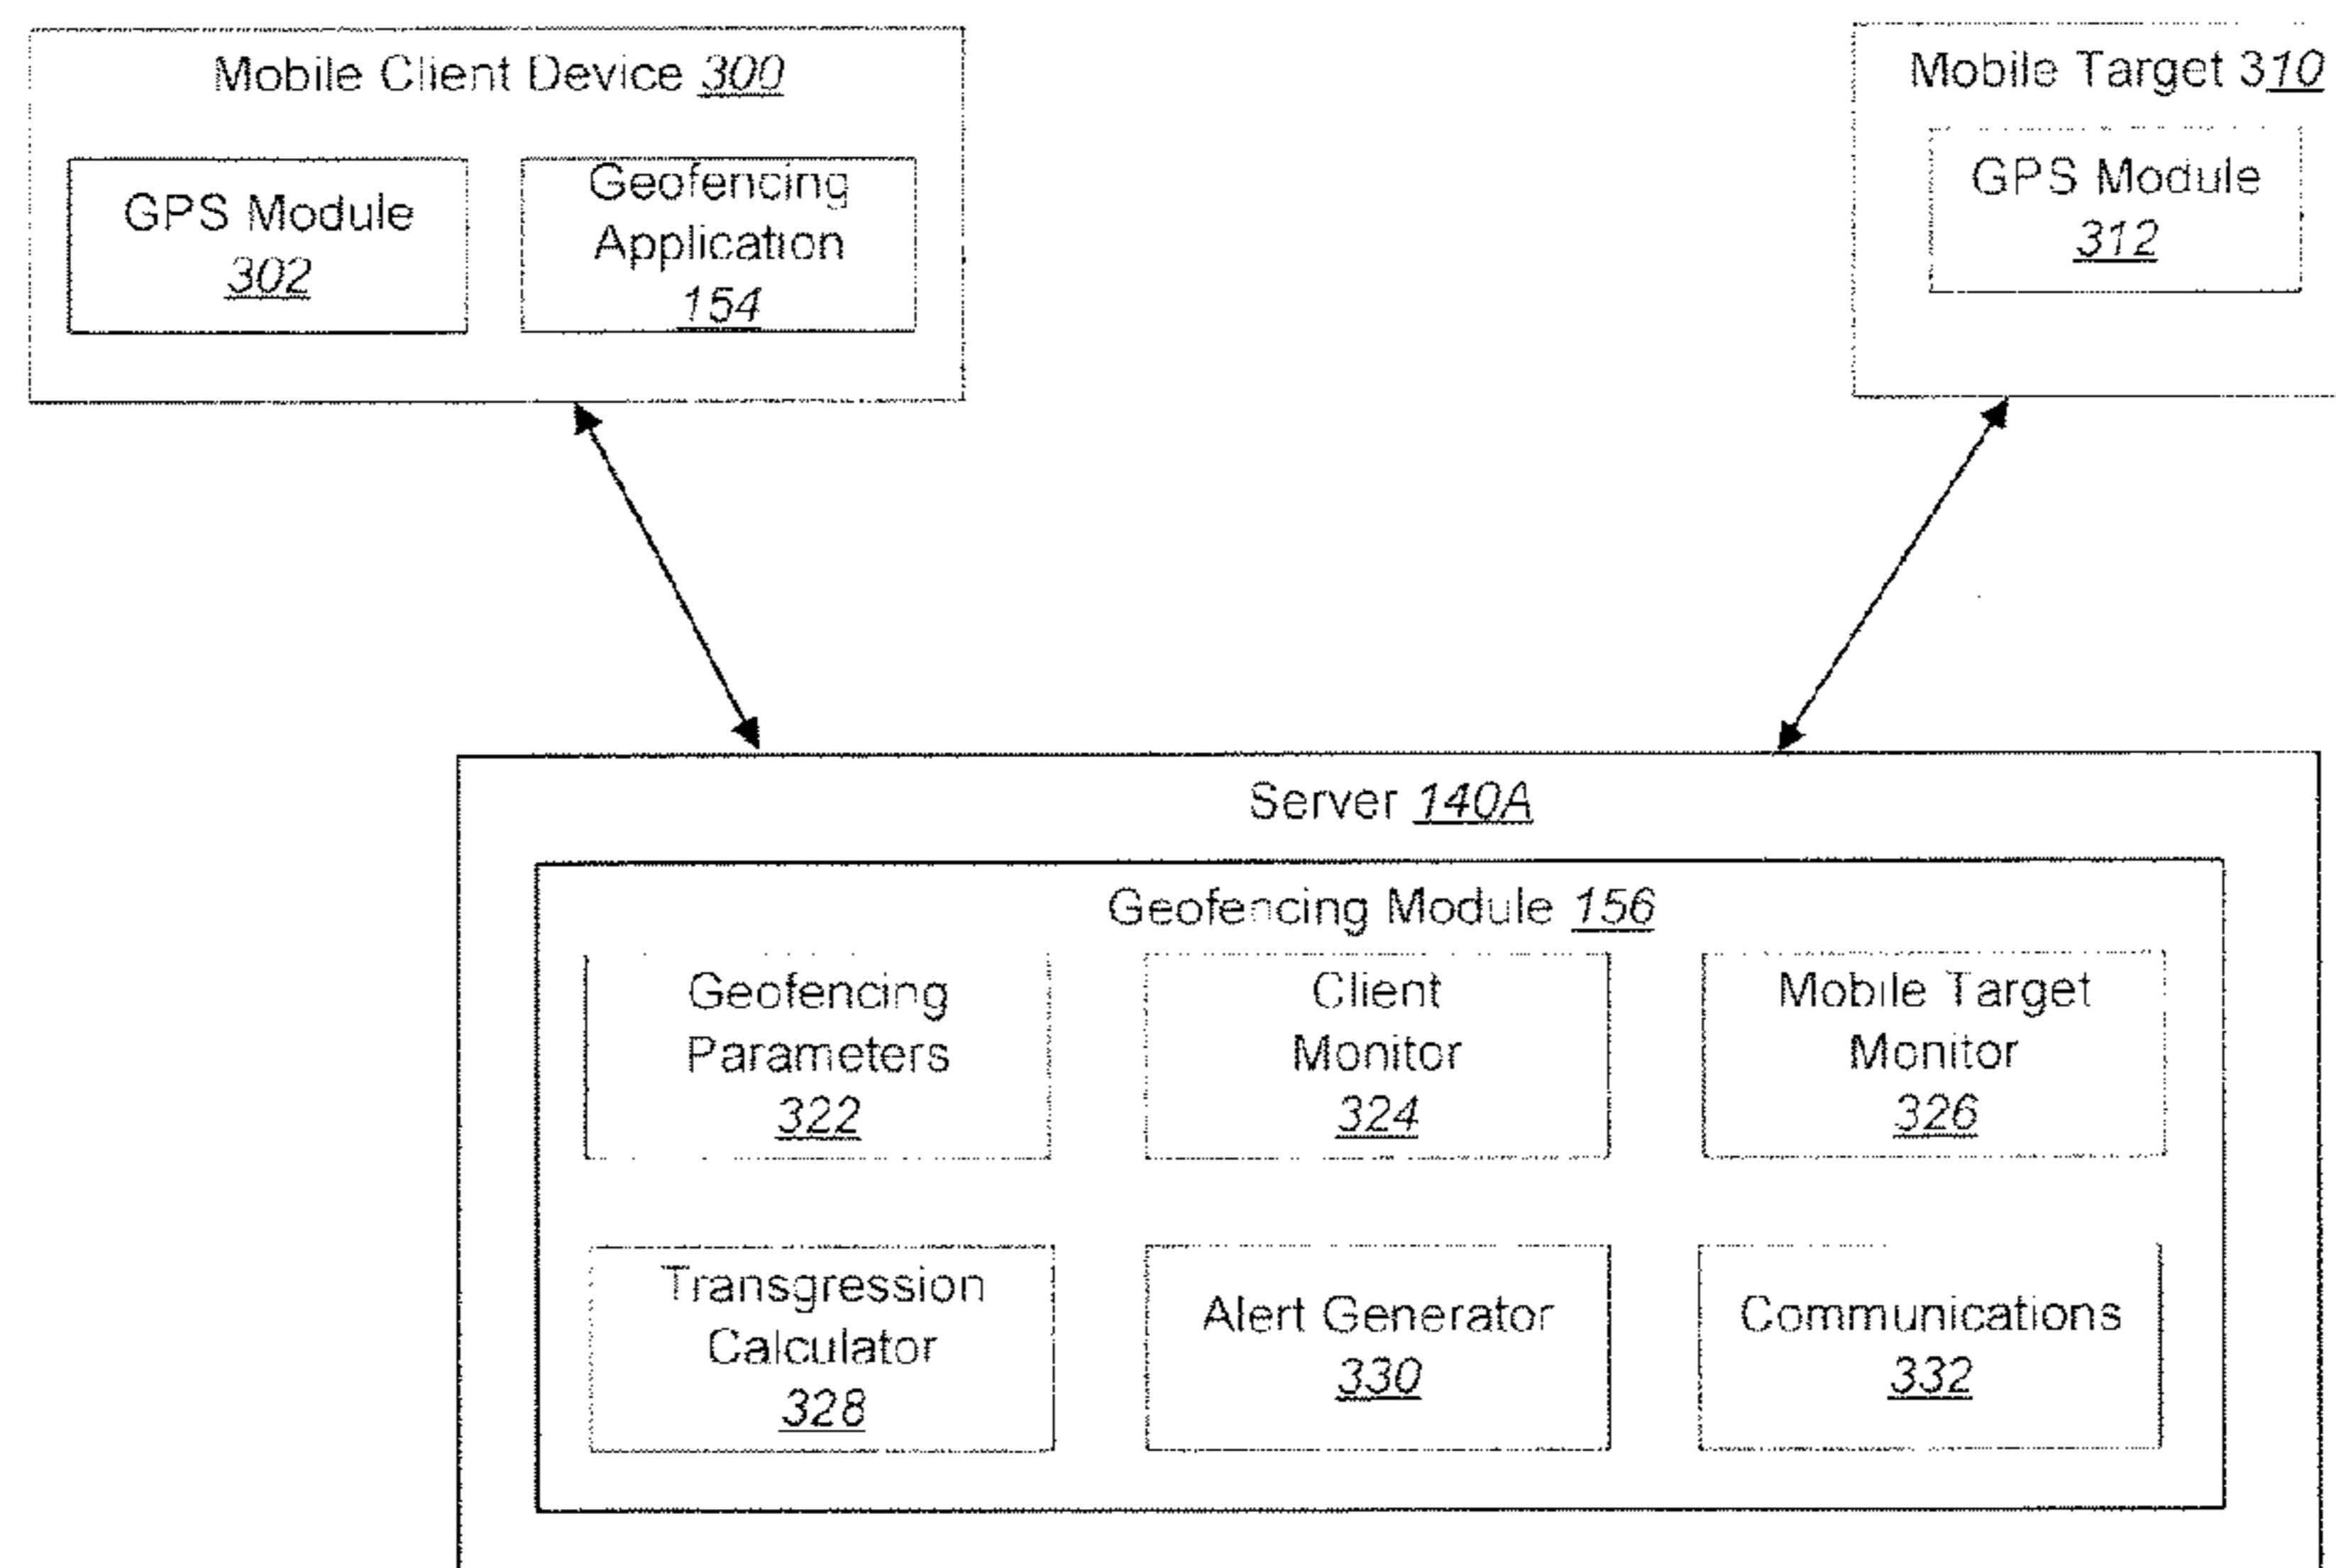 Mobile Client Device 300
GPS Module
302
Geofencing
Application
154
Mobile Target 310
GPS Module
312
Server 140A
Geofencing Module 156
Geofencing
Parameters
322
Client
Monitor
324
Mobile Target
Monitor
326
Transgression
Calculator
328
Alert Generator
330
Communications
332